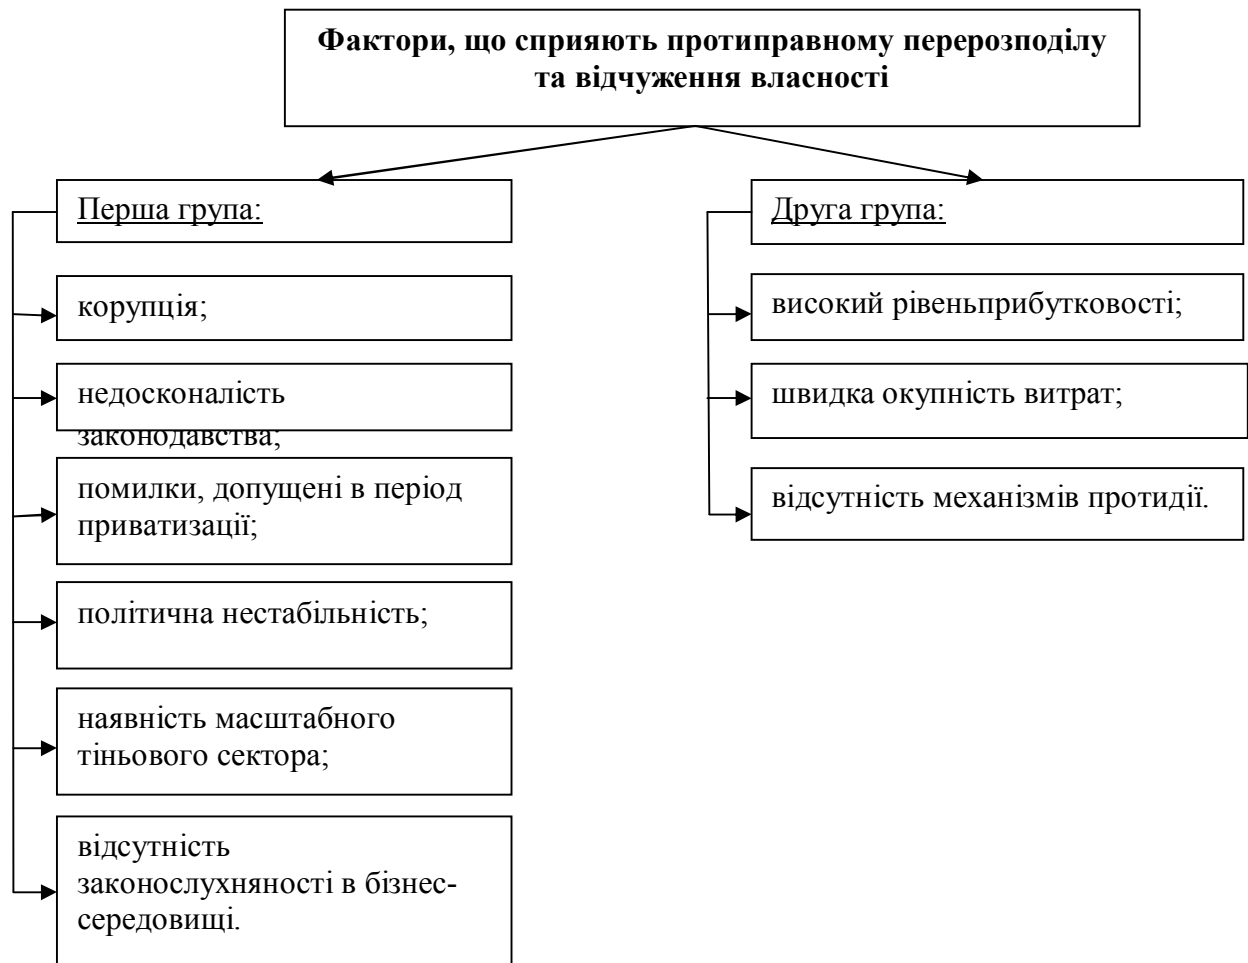 Фактори, що сприяють протиправному перерозподілу
та відчуження власності
Перша група:
корупція;
недосконалість
законодавства;
помилки, допущені в період
приватизації;
політична нестабільність;
наявність масштабного
тіньового сектора;
відсутність
законослухняності в бізнес-
середовищі.
Друга група:
високий рівеньприбутковості;
швидка окупність витрат;
відсутність механізмів протидії.